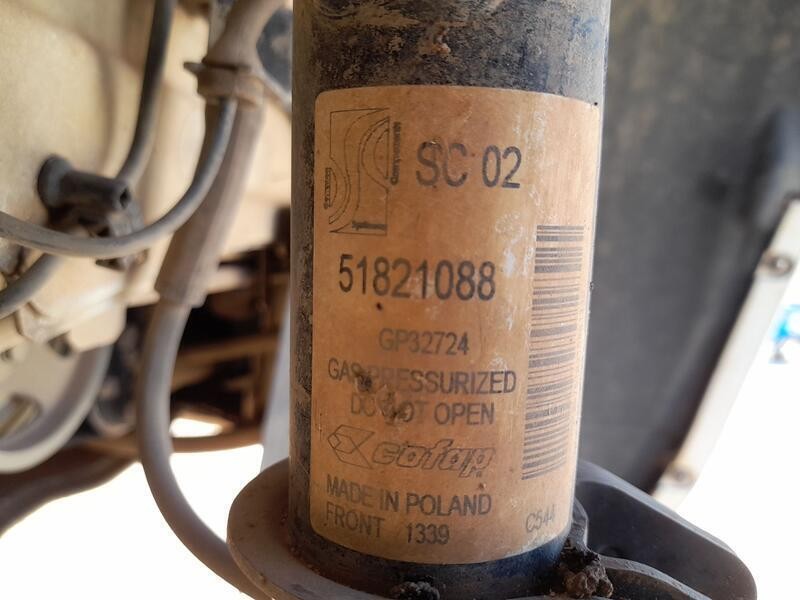 SC 02
51821088
GP32724
GAS PRESSURIZED
DO NOT OPEN
cofap
MADE IN POLAND
FRONT 1339
C544